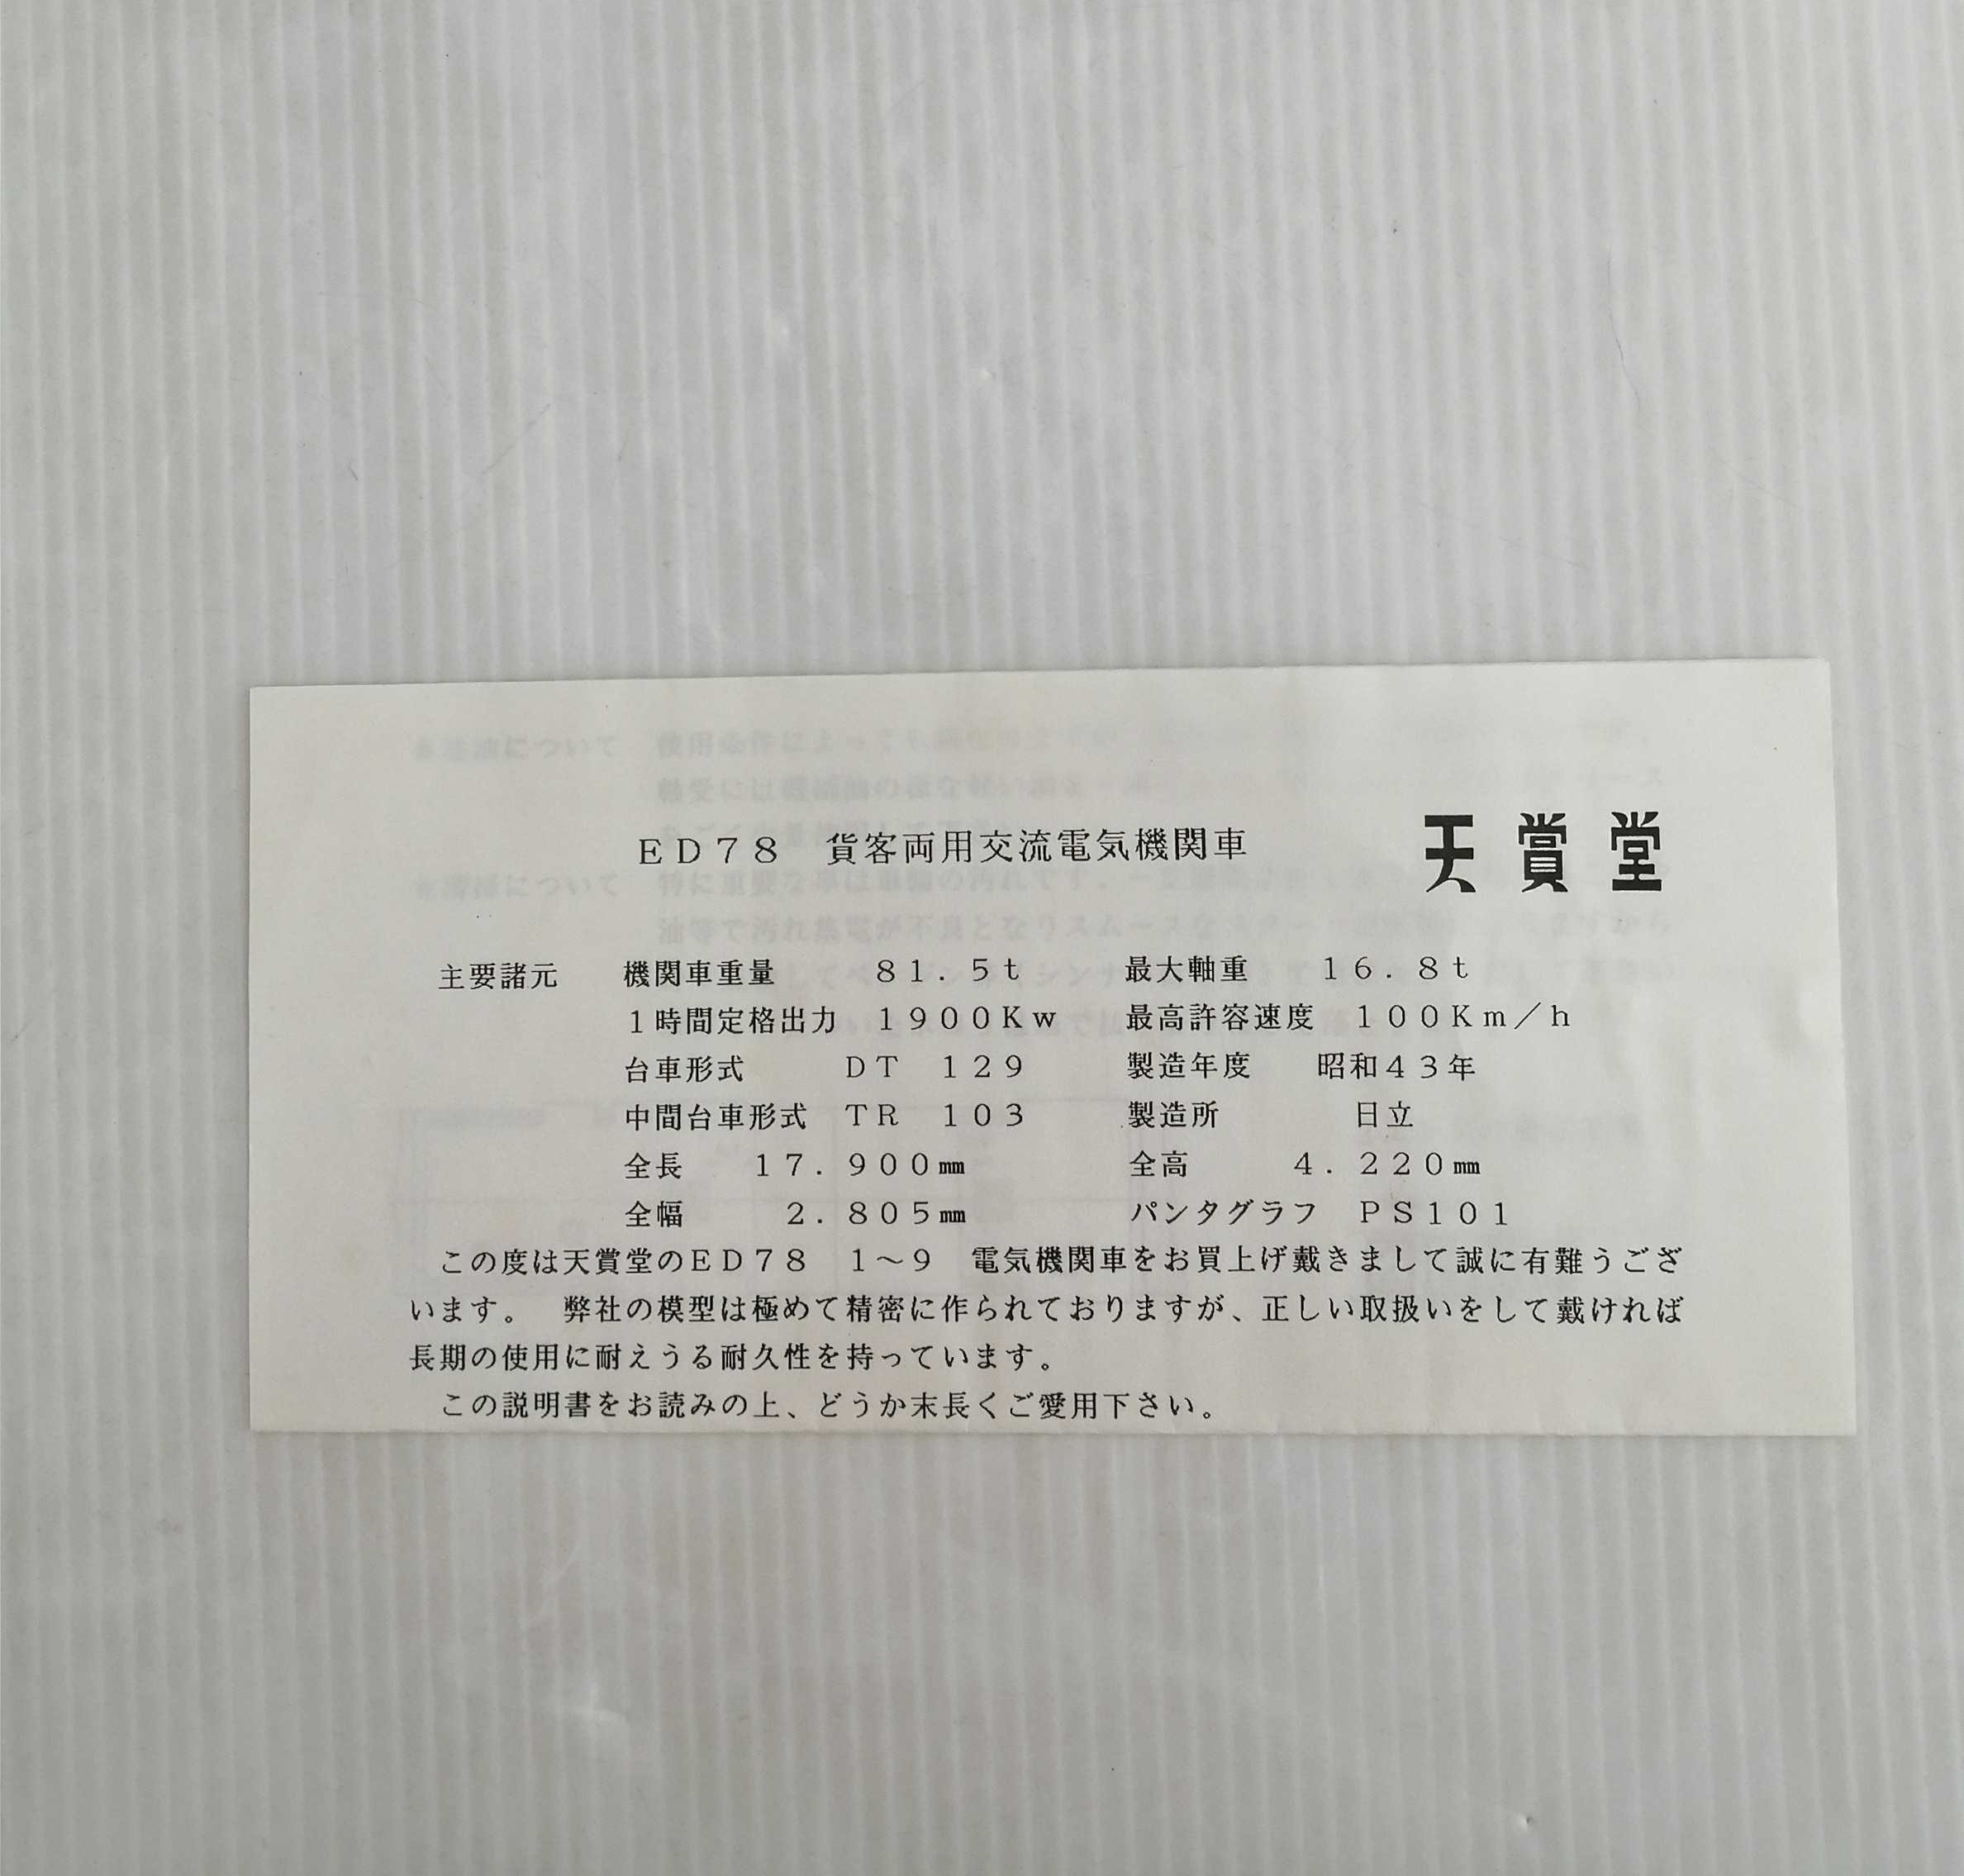 ED78　貨客両用交流電気機関車　天賞堂
主要諸元　機関車重量　81.5t　最大軸重　16.8t
1時間定格出力　1900Kw　最高許容速度　100Km/h
台車形式　DT　129　製造年度　昭和43年
中間台車形式　TR　103　製造所　日立
全長　17.900㎜　全高　4.220㎜
全幅　2.805㎜　パンタグラフ　PS101
この度は天賞堂のED78　1～9　電気機関車をお買上げ戴きまして誠に有難うござ
います。　弊社の模型は極めて精密に作られておりますが、正しい取扱いをして戴ければ
長期の使用に耐えうる耐久性を持っています。
この説明書をお読みの上、どうか末長くご愛用下さい。